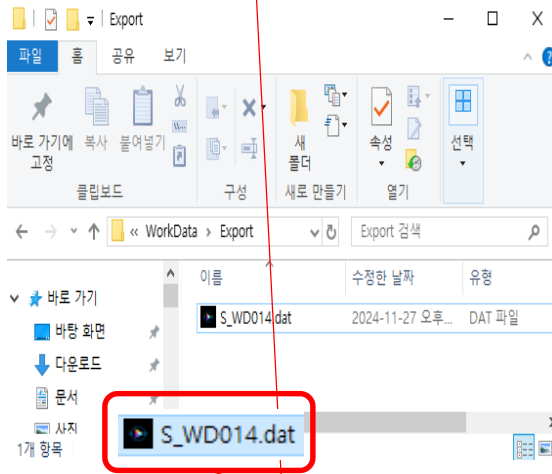 Export
파일 홈 공유 보기
바로 가기에 고정
복사
붙여넣기
새 폴더
속성
선택
클립보드 구성 새로 만들기 열기
« WorkData › Export
Export 검색
이름 수정한 날짜 유형
바로 가기
바탕 화면
다운로드
문서
사진
S_WD014.dat 2024-11-27 오후... DAT 파일
1개 항목
S_WD014.dat